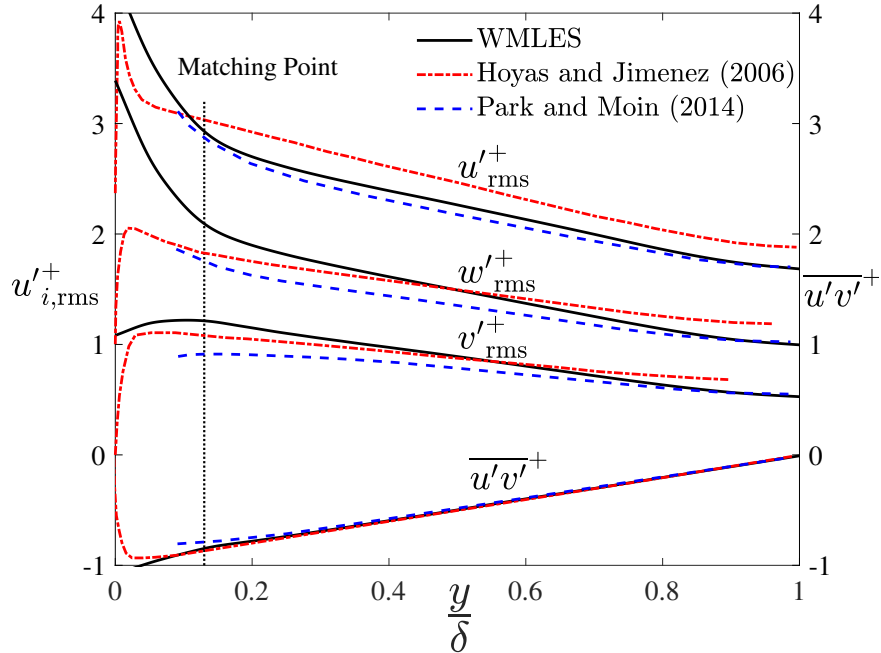 4
3
2
1
0
-1
4
3
2
1
0
-1
WMLES
Hoyas and Jimenez (2006)
Park and Moin (2014)
Matching Point
u′⁺rms
w′⁺rms
v′⁺rms
u′v′⁺
u′⁺i,rms
u′v′⁺
0 0.2 0.4 0.6 0.8 1
y
δ